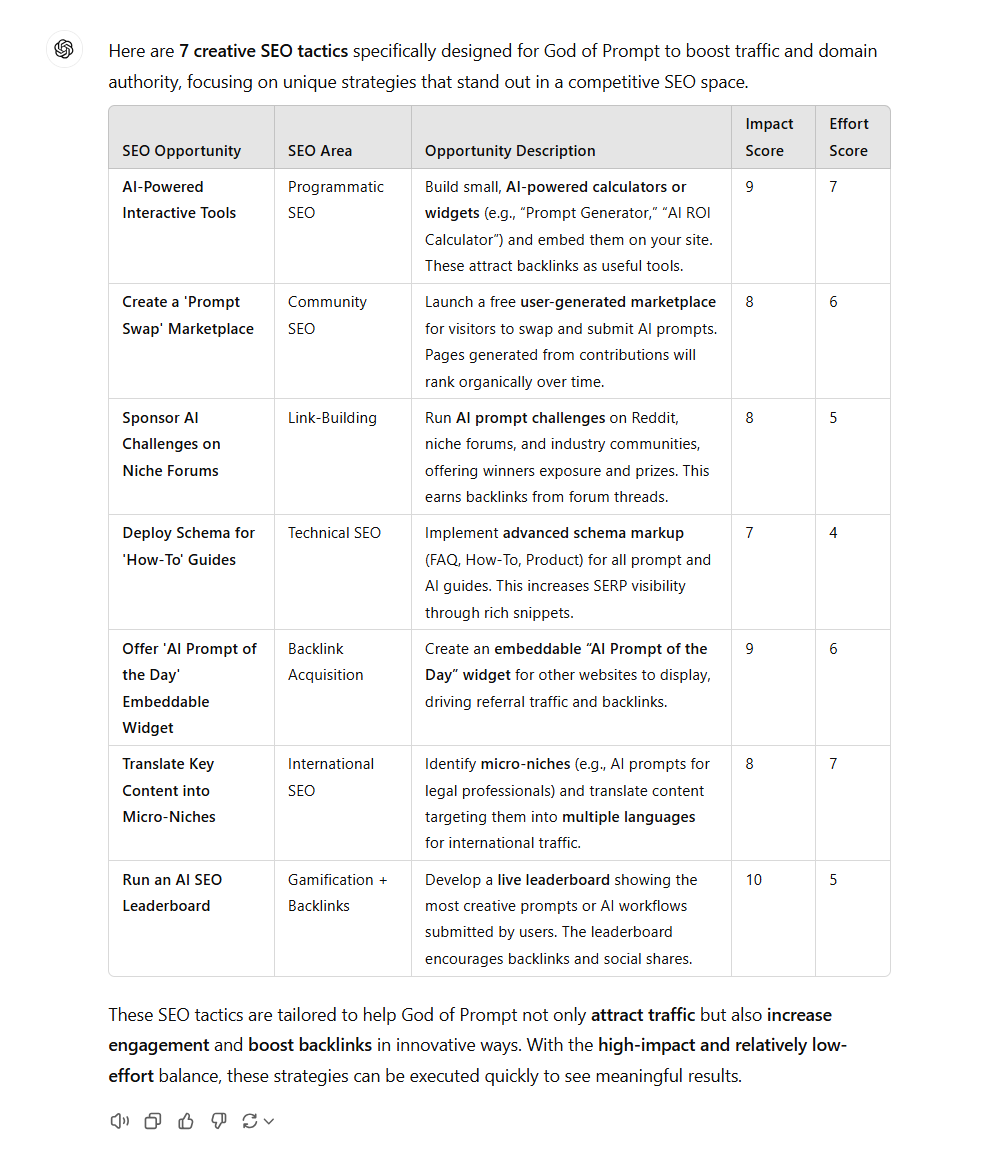 Here are 7 creative SEO tactics specifically designed for God of Prompt to boost traffic and domain
authority, focusing on unique strategies that stand out in a competitive SEO space.
SEO Opportunity
SEO Area
Opportunity Description
Impact
Score
Effort
Score
AI-Powered
Interactive Tools
Programmatic
SEO
Build small, AI-powered calculators or
widgets (e.g., “Prompt Generator,” “AI ROI
Calculator”) and embed them on your site.
These attract backlinks as useful tools.
9
7
Create a 'Prompt
Swap' Marketplace
Community
SEO
Launch a free user-generated marketplace
for visitors to swap and submit AI prompts.
Pages generated from contributions will
rank organically over time.
8
6
Sponsor AI
Challenges on
Niche Forums
Link-Building
Run AI prompt challenges on Reddit,
niche forums, and industry communities,
offering winners exposure and prizes. This
earns backlinks from forum threads.
8
5
Deploy Schema for
'How-To' Guides
Technical SEO
Implement advanced schema markup
(FAQ, How-To, Product) for all prompt and
AI guides. This increases SERP visibility
through rich snippets.
7
4
Offer 'AI Prompt of
the Day'
Embeddable
Widget
Backlink
Acquisition
Create an embeddable “AI Prompt of the
Day” widget for other websites to display,
driving referral traffic and backlinks.
9
6
Translate Key
Content into
Micro-Niches
International
SEO
Identify micro-niches (e.g., AI prompts for
legal professionals) and translate content
targeting them into multiple languages
for international traffic.
8
7
Run an AI SEO
Leaderboard
Gamification +
Backlinks
Develop a live leaderboard showing the
most creative prompts or AI workflows
submitted by users. The leaderboard
encourages backlinks and social shares.
10
5
These SEO tactics are tailored to help God of Prompt not only attract traffic but also increase
engagement and boost backlinks in innovative ways. With the high-impact and relatively low-
effort balance, these strategies can be executed quickly to see meaningful results.